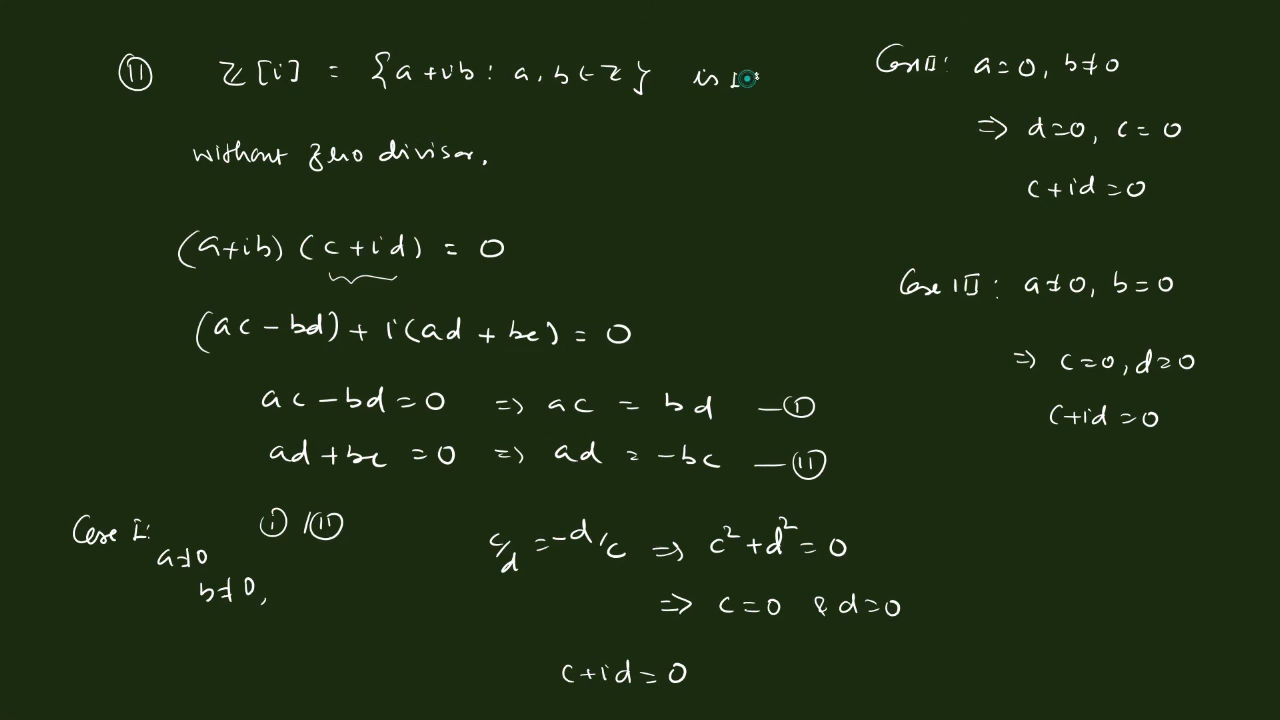 II Z[i] = {a+ib : a, b ∈ Z} is I
without zero divisor.
(a+ib) (c+id) = 0
(ac - bd) + i(ad + bc) = 0
ac - bd = 0 => ac = bd — I
ad + bc = 0 => ad = -bc — II
Case I: a≠0
b≠0,
I / II
c/d = -d/c => c² + d² = 0
=> c = 0 & d = 0
c + id = 0
Case II: a = 0, b ≠ 0
=> d = 0, c = 0
c + id = 0
Case III: a ≠ 0, b = 0
=> c = 0, d = 0
c + id = 0